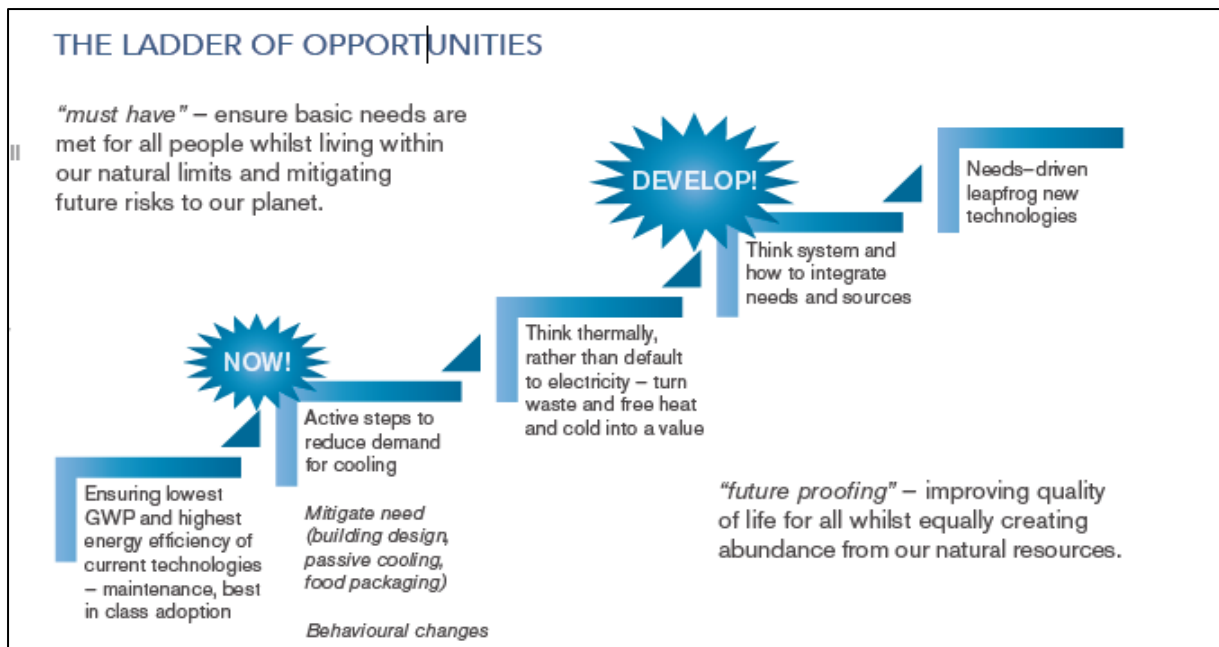 THE LADDER OF OPPORTUNITIES
“must have” – ensure basic needs are
met for all people whilst living within
our natural limits and mitigating
future risks to our planet.
NOW!
DEVELOP!
Ensuring lowest
GWP and highest
energy efficiency of
current technologies
– maintenance, best
in class adoption
Active steps to
reduce demand
for cooling
Mitigate need
(building design,
passive cooling,
food packaging)
Behavioural changes
Think thermally,
rather than default
to electricity – turn
waste and free heat
and cold into a value
Think system and
how to integrate
needs and sources
Needs–driven
leapfrog new
technologies
“future proofing” – improving quality
of life for all whilst equally creating
abundance from our natural resources.